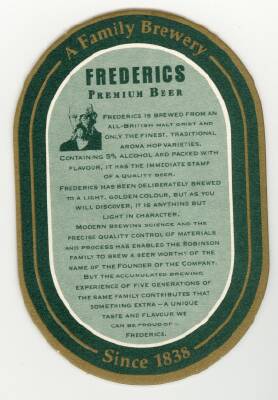 A Family Brewery
FREDERICS
PREMIUM BEER
FREDERICS IS BREWED FROM AN
ALL-BRITISH MALT GRIST AND
ONLY THE FINEST, TRADITIONAL
AROMA HOP VARIETIES.
CONTAINING 5% ALCOHOL AND PACKED WITH
FLAVOUR, IT HAS THE IMMEDIATE STAMP
OF A QUALITY BEER.
FREDERICS HAS BEEN DELIBERATELY BREWED
TO A LIGHT, GOLDEN COLOUR, BUT AS YOU
WILL DISCOVER, IT IS ANYTHING BUT
LIGHT IN CHARACTER.
MODERN BREWING SCIENCE AND THE
PRECISE QUALITY CONTROL OF MATERIALS
AND PROCESS HAS ENABLED THE ROBINSON
FAMILY TO BREW A BEER WORTHY OF THE
NAME OF THE FOUNDER OF THE COMPANY.
BUT THE ACCUMULATED BREWING
EXPERIENCE OF FIVE GENERATIONS OF
THE SAME FAMILY CONTRIBUTES THAT
SOMETHING EXTRA – A UNIQUE
TASTE AND FLAVOUR WE
CAN BE PROUD OF –
FREDERICS.
Since 1838